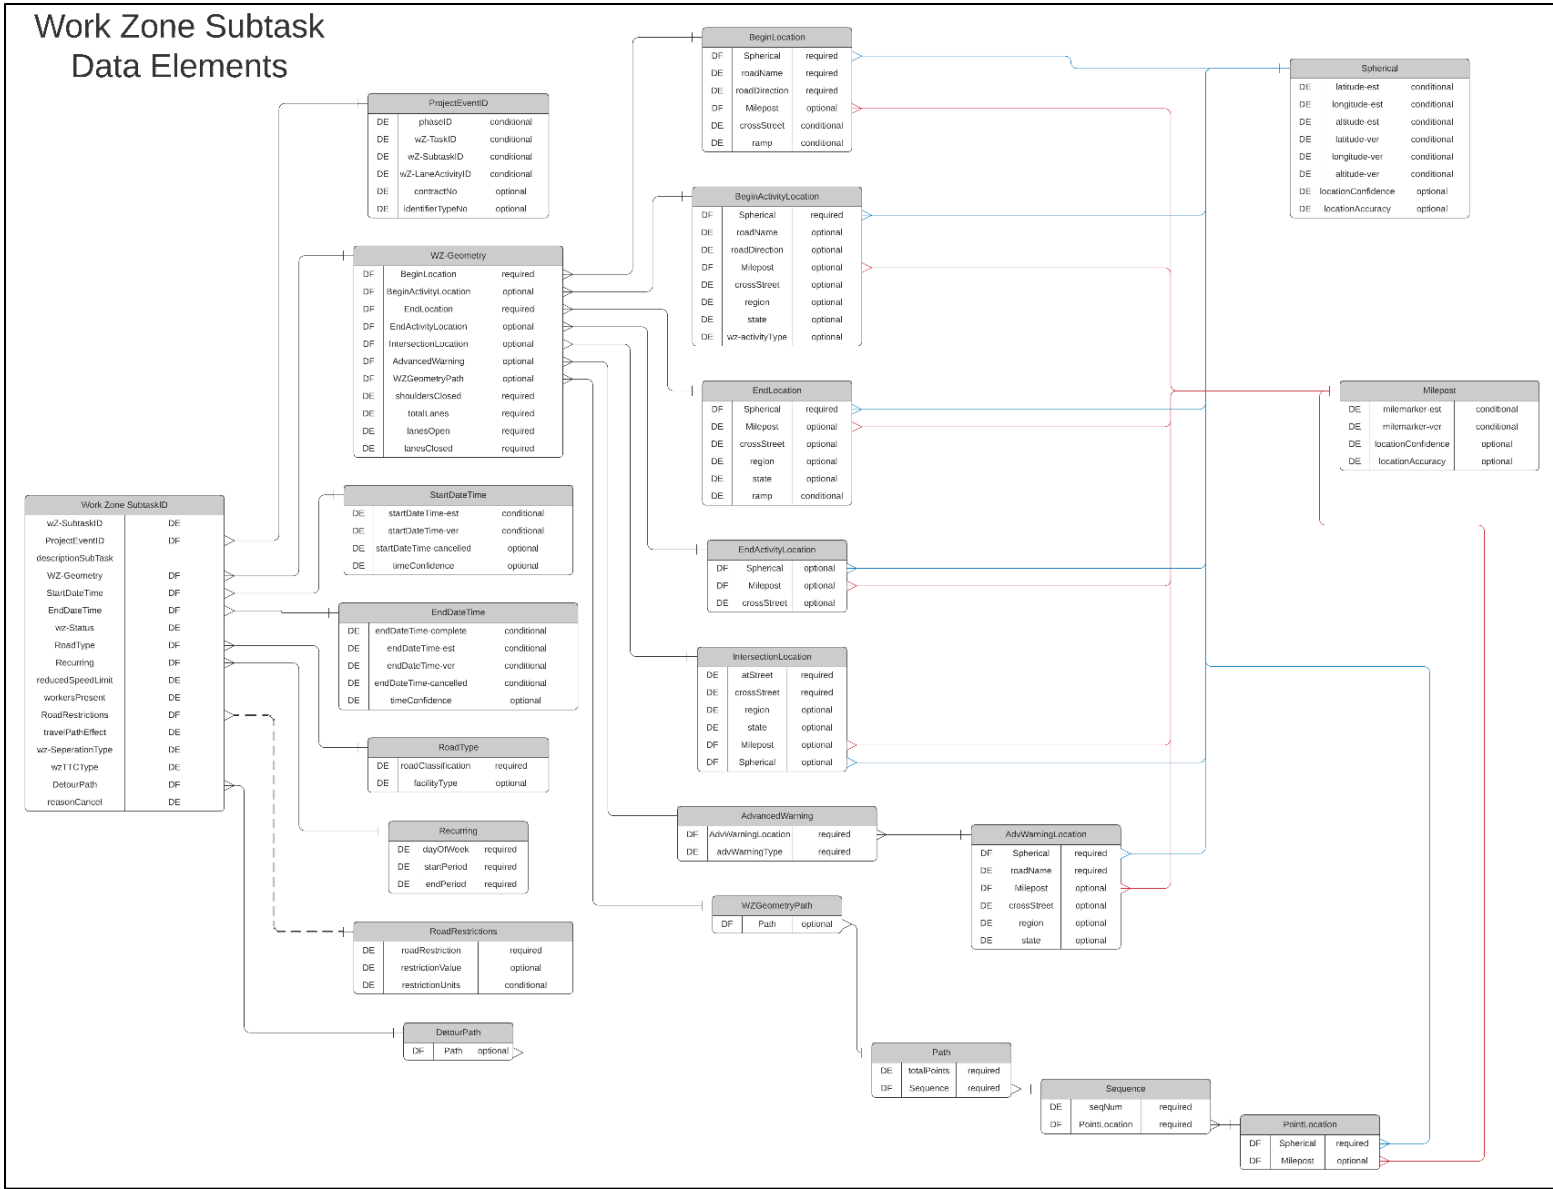 Work Zone Subtask
Data Elements
ProjectEventID
DE phaseID conditional
DE wZ-TaskID conditional
DE wZ-SubtaskID conditional
DE wZ-LaneActivityID conditional
DE contractNo optional
DE identifierTypeNo optional
WZ-Geometry
DF BeginLocation required
DF BeginActivityLocation optional
DF EndLocation required
DF EndActivityLocation optional
DF IntersectionLocation optional
DF AdvancedWarning optional
DF WZGeometryPath optional
DE shouldersClosed required
DE totalLanes required
DE lanesOpen required
DE lanesClosed required
Work Zone SubtaskID
wZ-SubtaskID DE
ProjectEventID DF
descriptionSubTask
WZ-Geometry DF
StartDateTime DF
EndDateTime DF
wz-Status DE
RoadType DF
Recurring DF
reducedSpeedLimit DE
workersPresent DE
RoadRestrictions DF
travelPathEffect DE
wz-SeperationType DE
wzTTCType DE
DetourPath DF
reasonCancel DE
StartDateTime
DE startDateTime-est conditional
DE startDateTime-ver conditional
DE startDateTime-cancelled optional
DE timeConfidence optional
EndDateTime
DE endDateTime-complete conditional
DE endDateTime-est conditional
DE endDateTime-ver conditional
DE endDateTime-cancelled conditional
DE timeConfidence optional
RoadType
DE roadClassification required
DE facilityType optional
Recurring
DE dayOfWeek required
DE startPeriod required
DE endPeriod required
RoadRestrictions
DE roadRestriction required
DE restrictionValue optional
DE restrictionUnits conditional
DetourPath
DF Path optional
BeginLocation
DF Spherical required
DE roadName required
DE roadDirection required
DF Milepost optional
DE crossStreet conditional
DE ramp conditional
BeginActivityLocation
DF Spherical required
DE roadName optional
DE roadDirection optional
DF Milepost optional
DE crossStreet optional
DE region optional
DE state optional
DE wz-activityType optional
EndLocation
DF Spherical required
DE Milepost optional
DE crossStreet optional
DE region optional
DE state optional
DE ramp conditional
EndActivityLocation
DF Spherical optional
DF Milepost optional
DE crossStreet optional
IntersectionLocation
DE atStreet required
DE crossStreet required
DE region optional
DE state optional
DF Milepost optional
DF Spherical optional
AdvancedWarning
DF AdvWarningLocation required
DE advWarningType required
WZGeometryPath
DF Path optional
AdvWarningLocation
DF Spherical required
DE roadName required
DF Milepost optional
DE crossStreet optional
DE region optional
DE state optional
Path
DE totalPoints required
DF Sequence required
Sequence
DE seqNum required
DF PointLocation required
PointLocation
DF Spherical required
DF Milepost optional
Spherical
DE latitude-est conditional
DE longitude-est conditional
DE altitude-est conditional
DE latitude-ver conditional
DE longitude-ver conditional
DE altitude-ver conditional
DE locationConfidence optional
DE locationAccuracy optional
Milepost
DE milemarker-est conditional
DE milemarker-ver conditional
DE locationConfidence optional
DE locationAccuracy optional